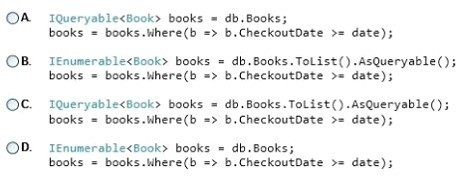 A. IQueryable<Book> books = db.Books;
books = books.Where(b => b.CheckoutDate >= date);
B. IEnumerable<Book> books = db.Books.ToList().AsQueryable();
books = books.Where(b => b.CheckoutDate >= date);
C. IQueryable<Book> books = db.Books.ToList().AsQueryable();
books = books.Where(b => b.CheckoutDate >= date);
D. IEnumerable<Book> books = db.Books;
books = books.Where(b => b.CheckoutDate >= date);